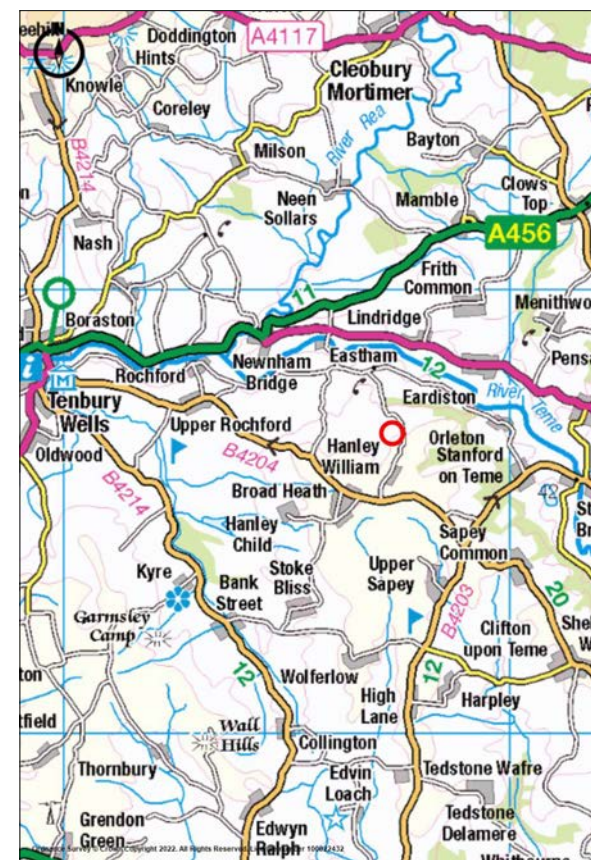 Doddington
Hints
A4117
Knowle
Cleobury
Mortimer
Coreley
B4214
Milson
River Rea
Bayton
Neen
Sollars
Mamble
Clows
Top
Nash
A456
Frith
Common
11
Boraston
Lindridge
Menithwo
Newnham
Bridge
Eastham
12
Pensa
Rochford
Eardiston
River Teme
i
M
Tenbury
Wells
Upper Rochford
Orleton
Stanford
on Teme
Oldwood
B4204
Hanley
William
B4214
Broad Heath
42
Hanley
Child
Sapey
Common
Kyre
Stoke
Bliss
Upper
Sapey
Bank
Street
20
Garmsley
Camp
B4203
Clifton
upon Teme
12
Wolferlow
12
High
Lane
Harpley
Wall
Hills
Collington
Thornbury
Edvin
Loach
Tedstone Wafre
Tedstone
Delamere
Grendon
Green
Edwyn
Ralph